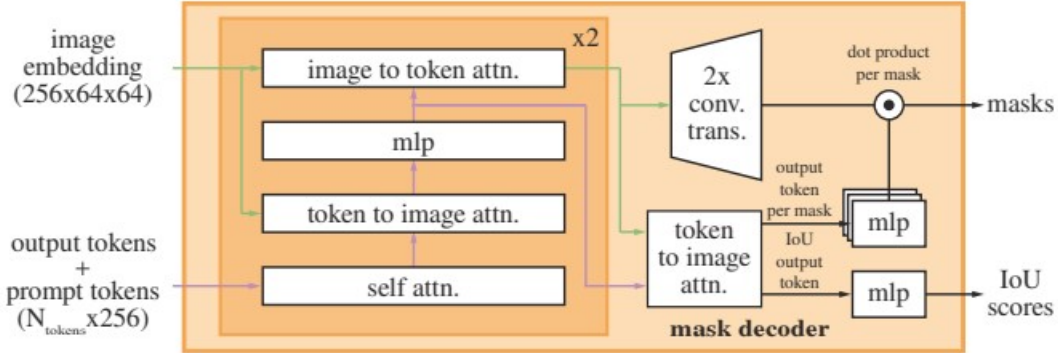 image
embedding
(256x64x64)
output tokens
+
prompt tokens
(N_tokens x256)
x2
image to token attn.
mlp
token to image attn.
self attn.
2x
conv.
trans.
dot product
per mask
masks
output
token
per mask
mlp
token
to image
attn.
IoU
output
token
mlp
IoU
scores
mask decoder